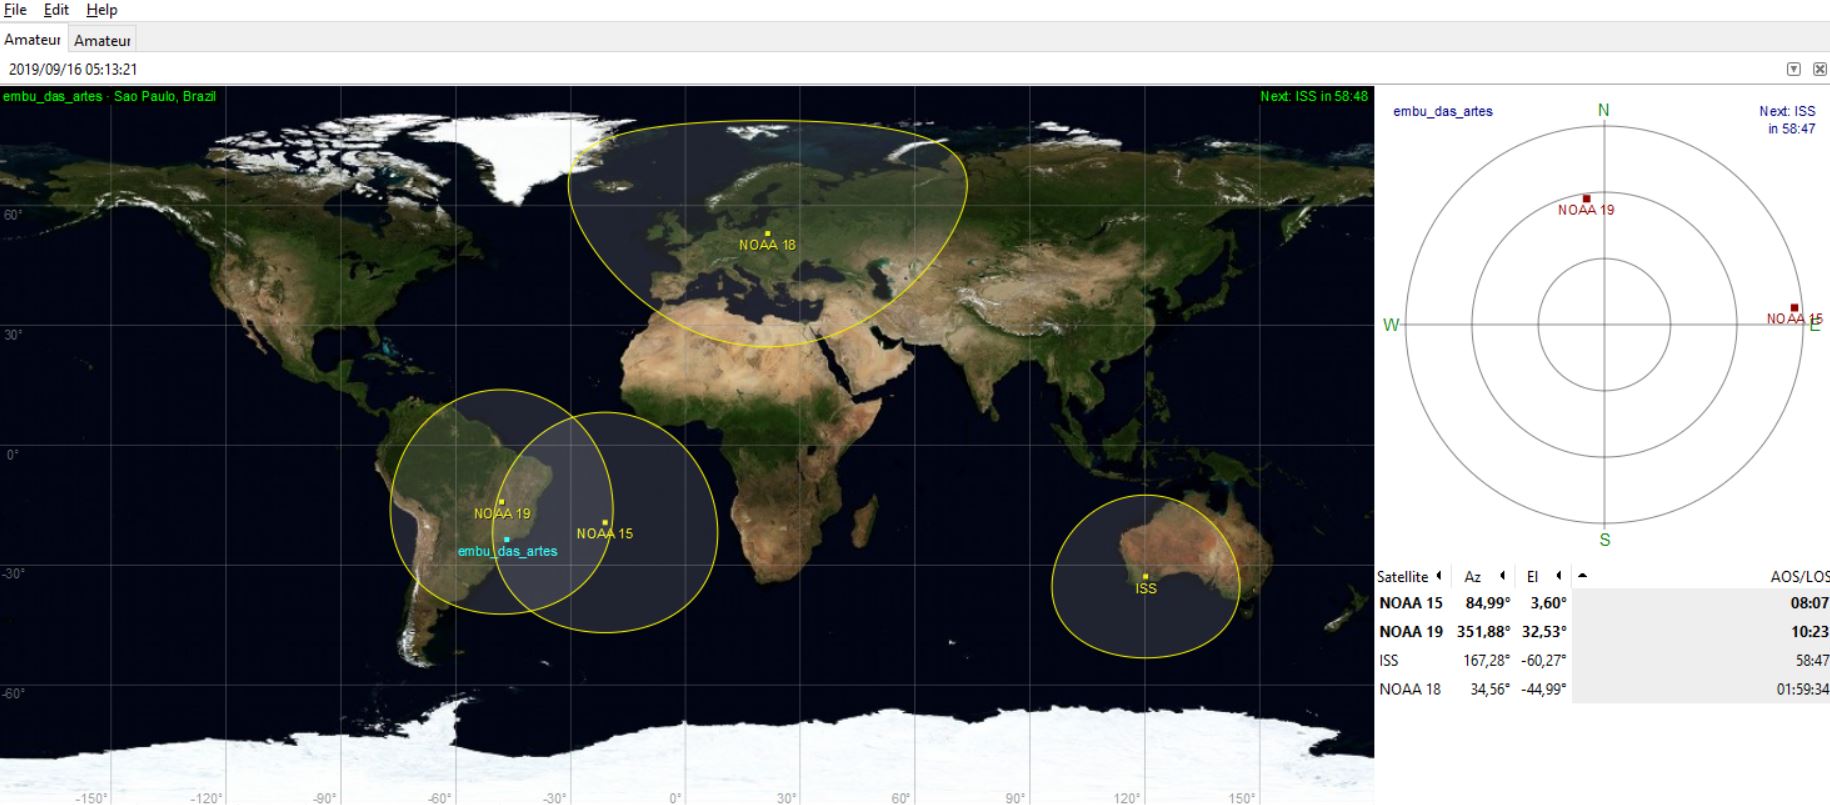 File Edit Help
Amateur Amateur
2019/09/16 05:13:21
embu_das_artes - Sao Paulo, Brazil
Next: ISS in 58:48
60°
30°
0°
-30°
-60°
-150° -120° -90° -60° -30° 0° 30° 60° 90° 120° 150°
NOAA 18
NOAA 19
NOAA 15
embu_das_artes
ISS
embu_das_artes
Next: ISS
in 58:47
N
NOAA 19
W
NOAA 15
E
S
Satellite Az El AOS/LOS
NOAA 15 84,99° 3,60° 08:07
NOAA 19 351,88° 32,53° 10:23
ISS 167,28° -60,27° 58:47
NOAA 18 34,56° -44,99° 01:59:34